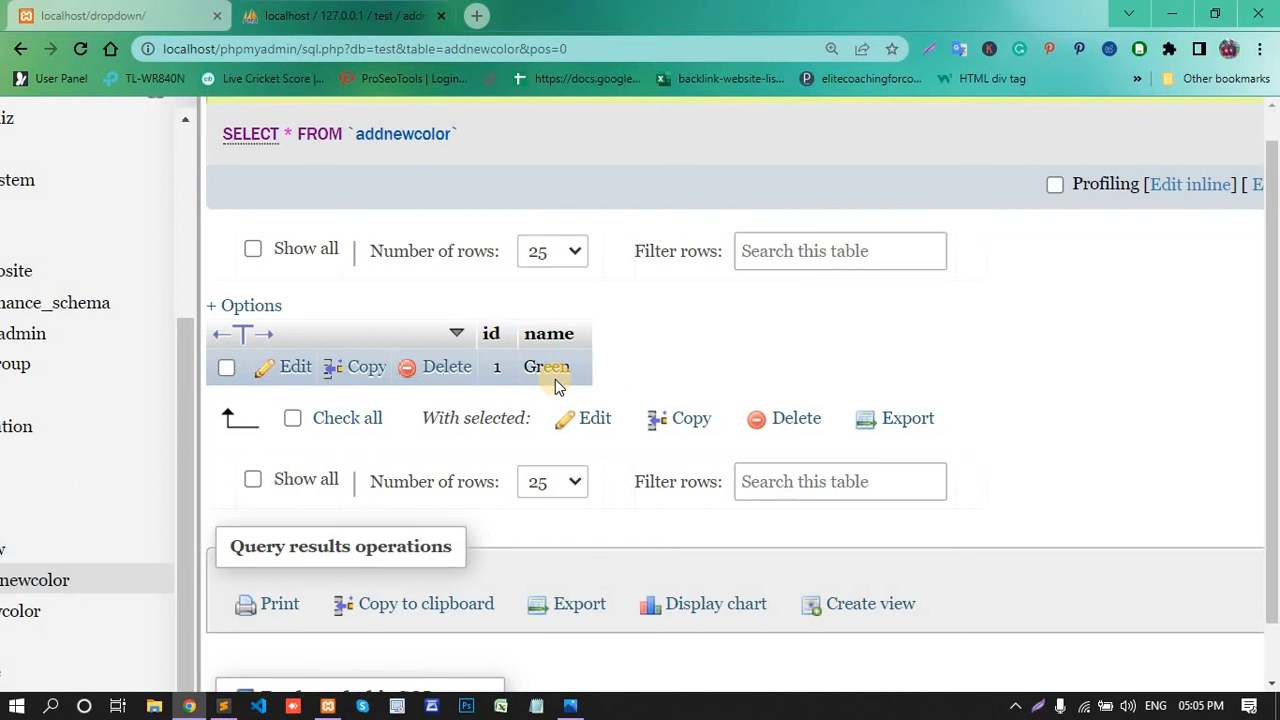 localhost/dropdown/
localhost / 127.0.0.1 / test / add
localhost/phpmyadmin/sql.php?db=test&table=addnewcolor&pos=0
User Panel TL-WR840N Live Cricket Score |... ProSeoTools | Login... https://docs.google... backlink-website-lis... elitecoachingforco... HTML div tag » Other bookmarks
iz
SELECT * FROM `addnewcolor`
stem
Profiling [Edit inline] [ E
Show all | Number of rows: 25 Filter rows: Search this table
osite
nance_schema
+ Options
admin
id name
roup
Edit Copy Delete 1 Green
Check all With selected: Edit Copy Delete Export
tion
Show all | Number of rows: 25 Filter rows: Search this table
Query results operations
w
newcolor
Print Copy to clipboard Export Display chart Create view
color
ENG 05:05 PM